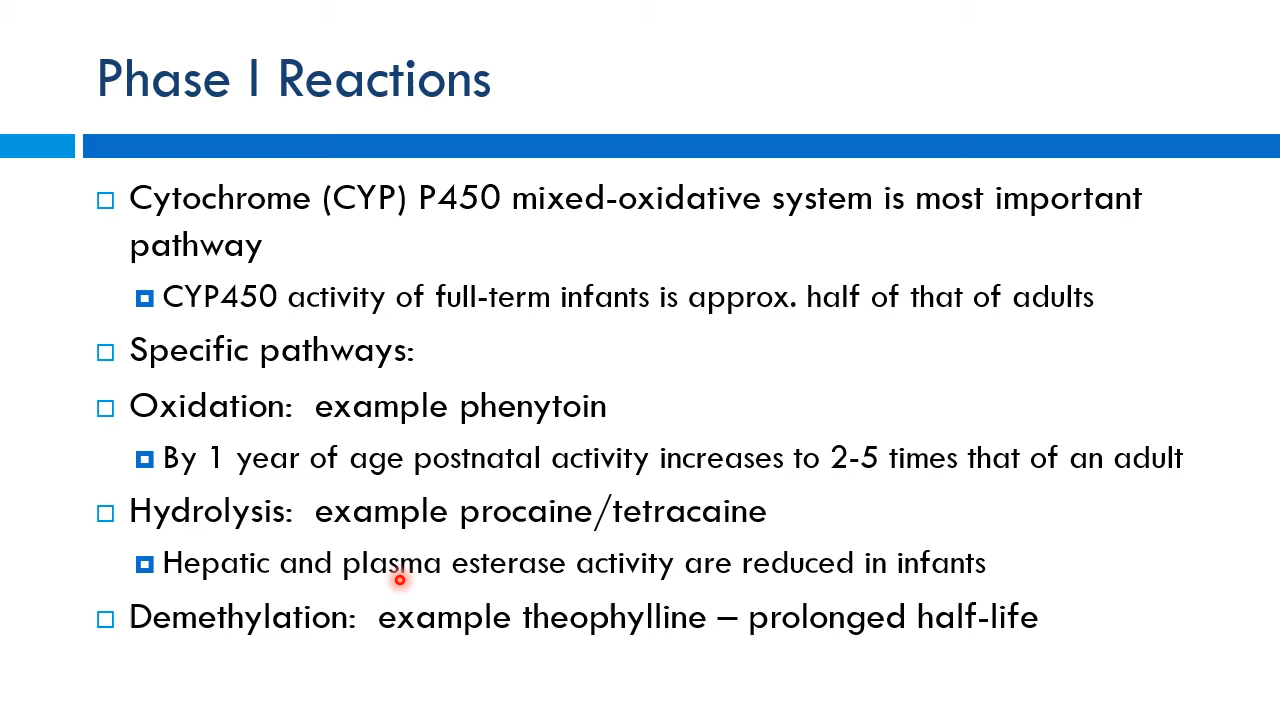 Phase I Reactions
Cytochrome (CYP) P450 mixed-oxidative system is most important
pathway
CYP450 activity of full-term infants is approx. half of that of adults
Specific pathways:
Oxidation:  example phenytoin
By 1 year of age postnatal activity increases to 2-5 times that of an adult
Hydrolysis:  example procaine/tetracaine
Hepatic and plasma esterase activity are reduced in infants
Demethylation:  example theophylline – prolonged half-life